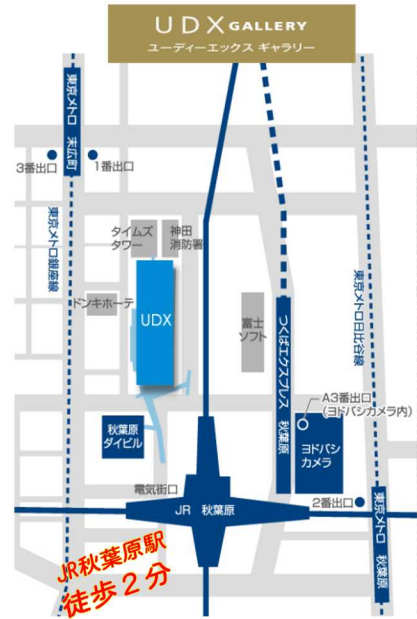 UDX GALLERY
ユーディーエックス ギャラリー
東京メトロ 末広町
3番出口
1番出口
東京メトロ銀座線
タイムズ
タワー
神田
消防署
ドンキホーテ
UDX
富士
ソフト
つくばエクスプレス 秋葉原
東京メトロ日比谷線
A3番出口
(ヨドバシカメラ内)
秋葉原
ダイビル
ヨドバシ
カメラ
電気街口
2番出口
JR 秋葉原
東京メトロ 秋葉原
JR秋葉原駅
徒歩2分